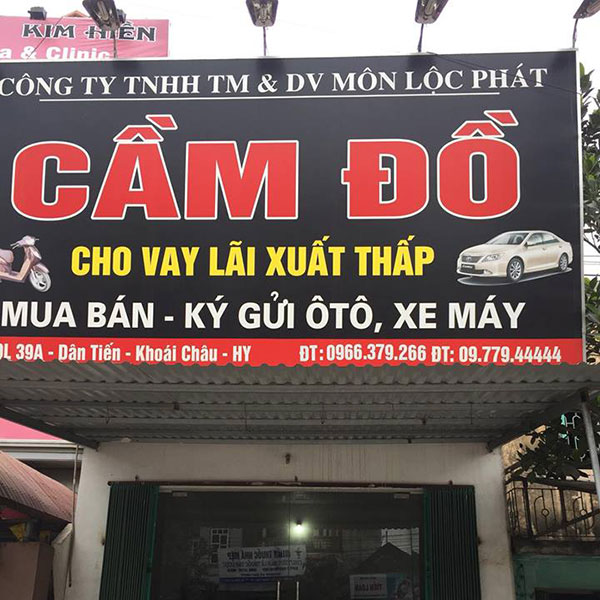 KIM HIỀN
a & Clinic
CÔNG TY TNHH TM & DV MÔN LỘC PHÁT
CẦM ĐỒ
CHO VAY LÃI XUẤT THẤP
MUA BÁN - KÝ GỬI ÔTÔ, XE MÁY
QL 39A - Dân Tiến - Khoái Châu - HY ĐT: 0966.379.266 ĐT: 09.779.44444